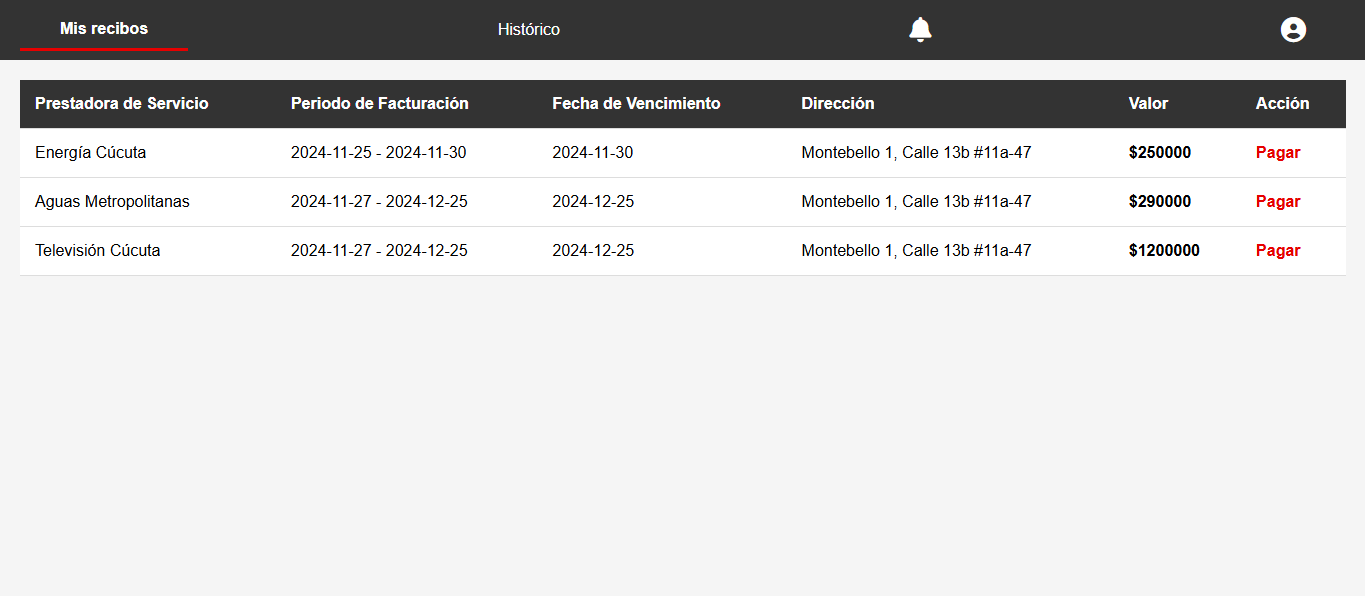 Mis recibos Histórico
Prestadora de Servicio Periodo de Facturación Fecha de Vencimiento Dirección Valor Acción
Energía Cúcuta 2024-11-25 - 2024-11-30 2024-11-30 Montebello 1, Calle 13b #11a-47 $250000 Pagar
Aguas Metropolitanas 2024-11-27 - 2024-12-25 2024-12-25 Montebello 1, Calle 13b #11a-47 $290000 Pagar
Televisión Cúcuta 2024-11-27 - 2024-12-25 2024-12-25 Montebello 1, Calle 13b #11a-47 $1200000 Pagar